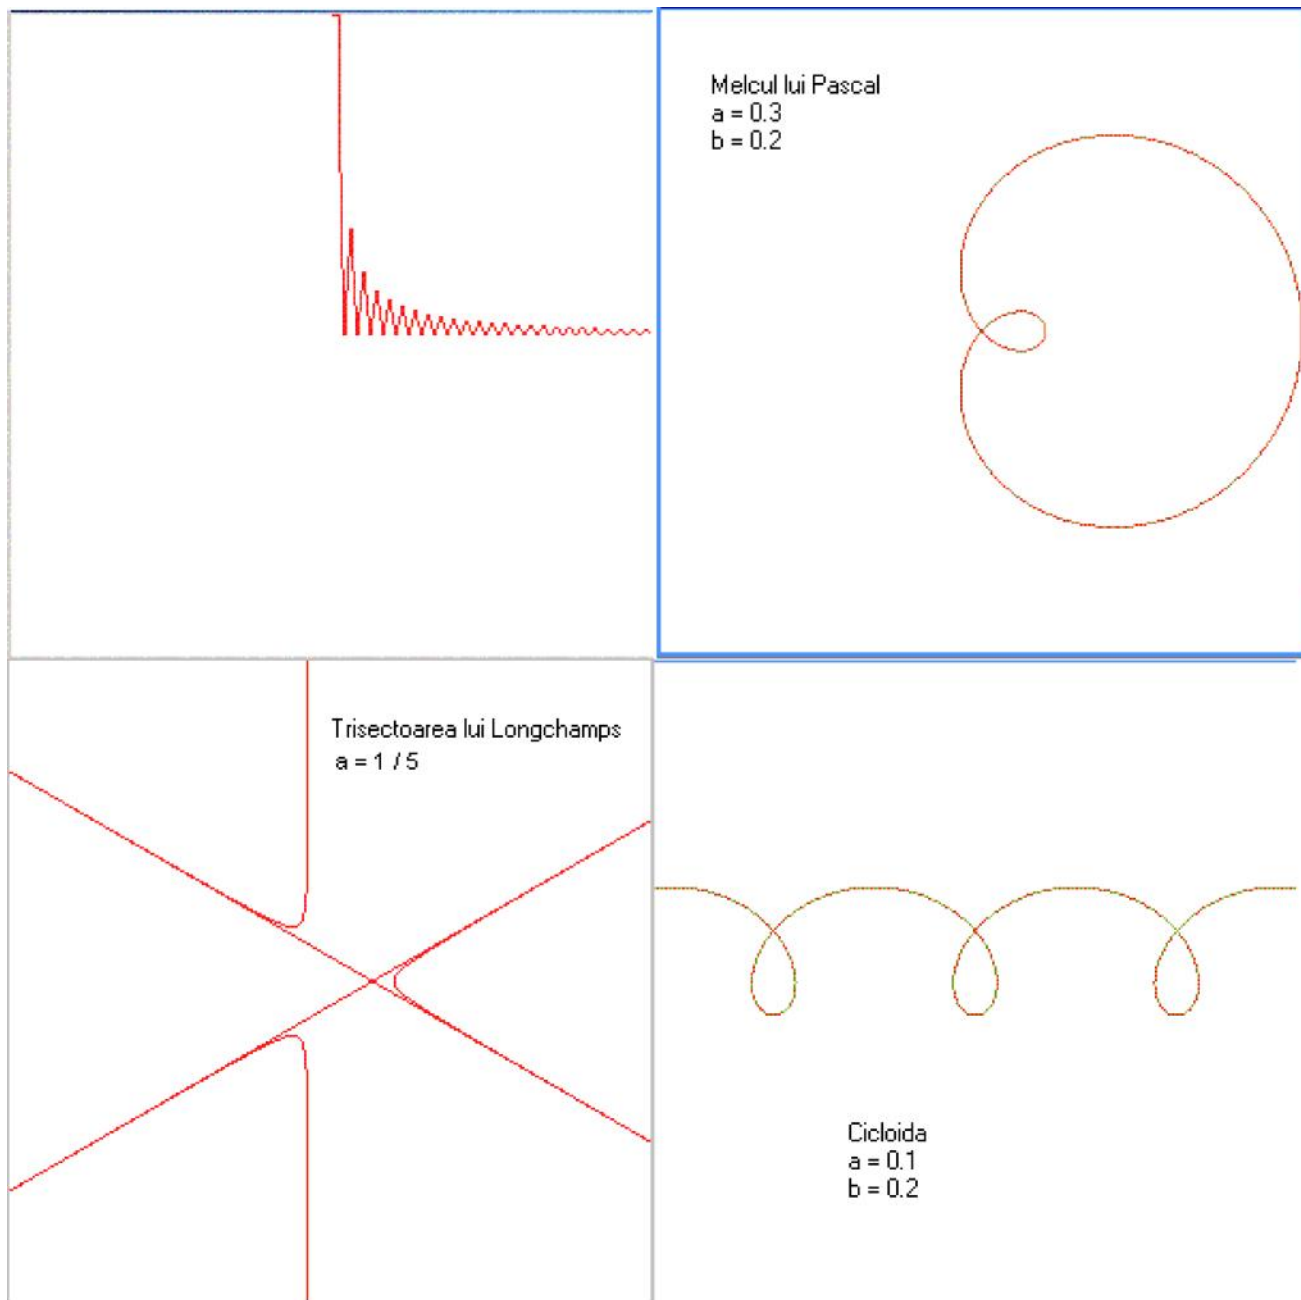 Melcul lui Pascal
a = 0.3
b = 0.2
Trisectoarea lui Longchamps
a = 1 / 5
Cicloida
a = 0.1
b = 0.2